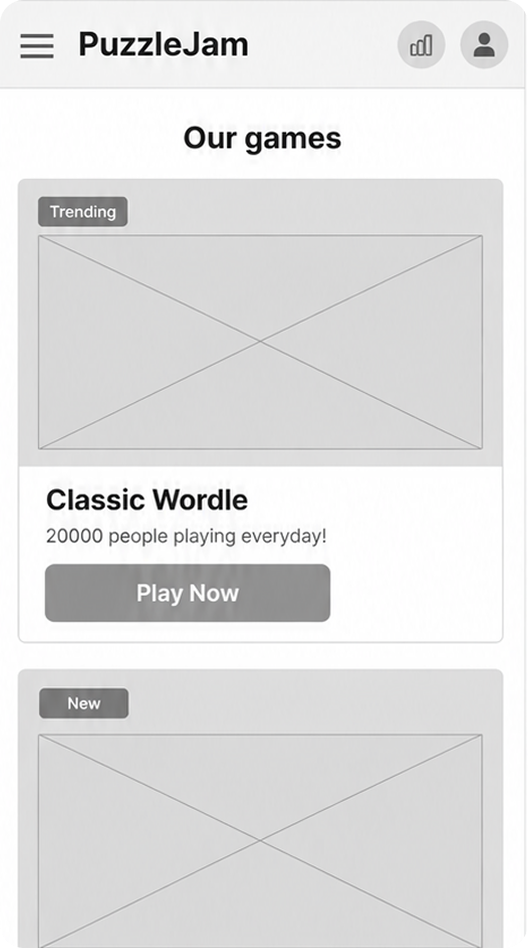 PuzzleJam
Our games
Trending
Classic Wordle
20000 people playing everyday!
Play Now
New